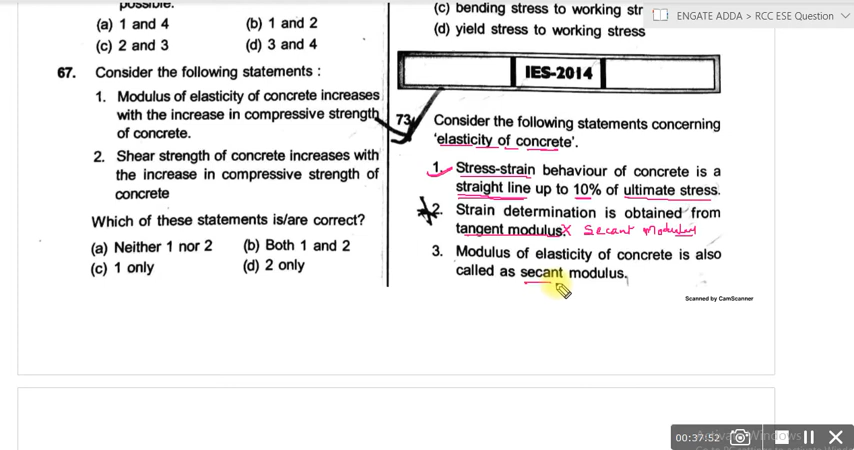 possible.
(a) 1 and 4 (b) 1 and 2
(c) 2 and 3 (d) 3 and 4
67. Consider the following statements :
1. Modulus of elasticity of concrete increases
with the increase in compressive strength
of concrete.
2. Shear strength of concrete increases with
the increase in compressive strength of
concrete
Which of these statements is/are correct?
(a) Neither 1 nor 2 (b) Both 1 and 2
(c) 1 only (d) 2 only
(c) bending stress to working str
(d) yield stress to working stress
ENGATE ADDA > RCC ESE Question
IES-2014
73. Consider the following statements concerning
'elasticity of concrete'.
1. Stress-strain behaviour of concrete is a
straight line up to 10% of ultimate stress.
2. Strain determination is obtained from
tangent modulus. X Secant Modulus
3. Modulus of elasticity of concrete is also
called as secant modulus.
Scanned by CamScanner
00:37:52